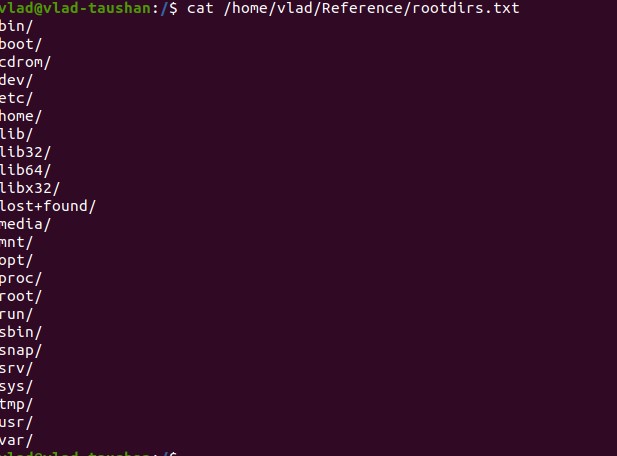 vlad@vlad-taushan:/$ cat /home/vlad/Reference/rootdirs.txt
bin/
boot/
cdrom/
dev/
etc/
home/
lib/
lib32/
lib64/
libx32/
lost+found/
media/
mnt/
opt/
proc/
root/
run/
sbin/
snap/
srv/
sys/
tmp/
usr/
var/
vlad@vlad-taushan:/$